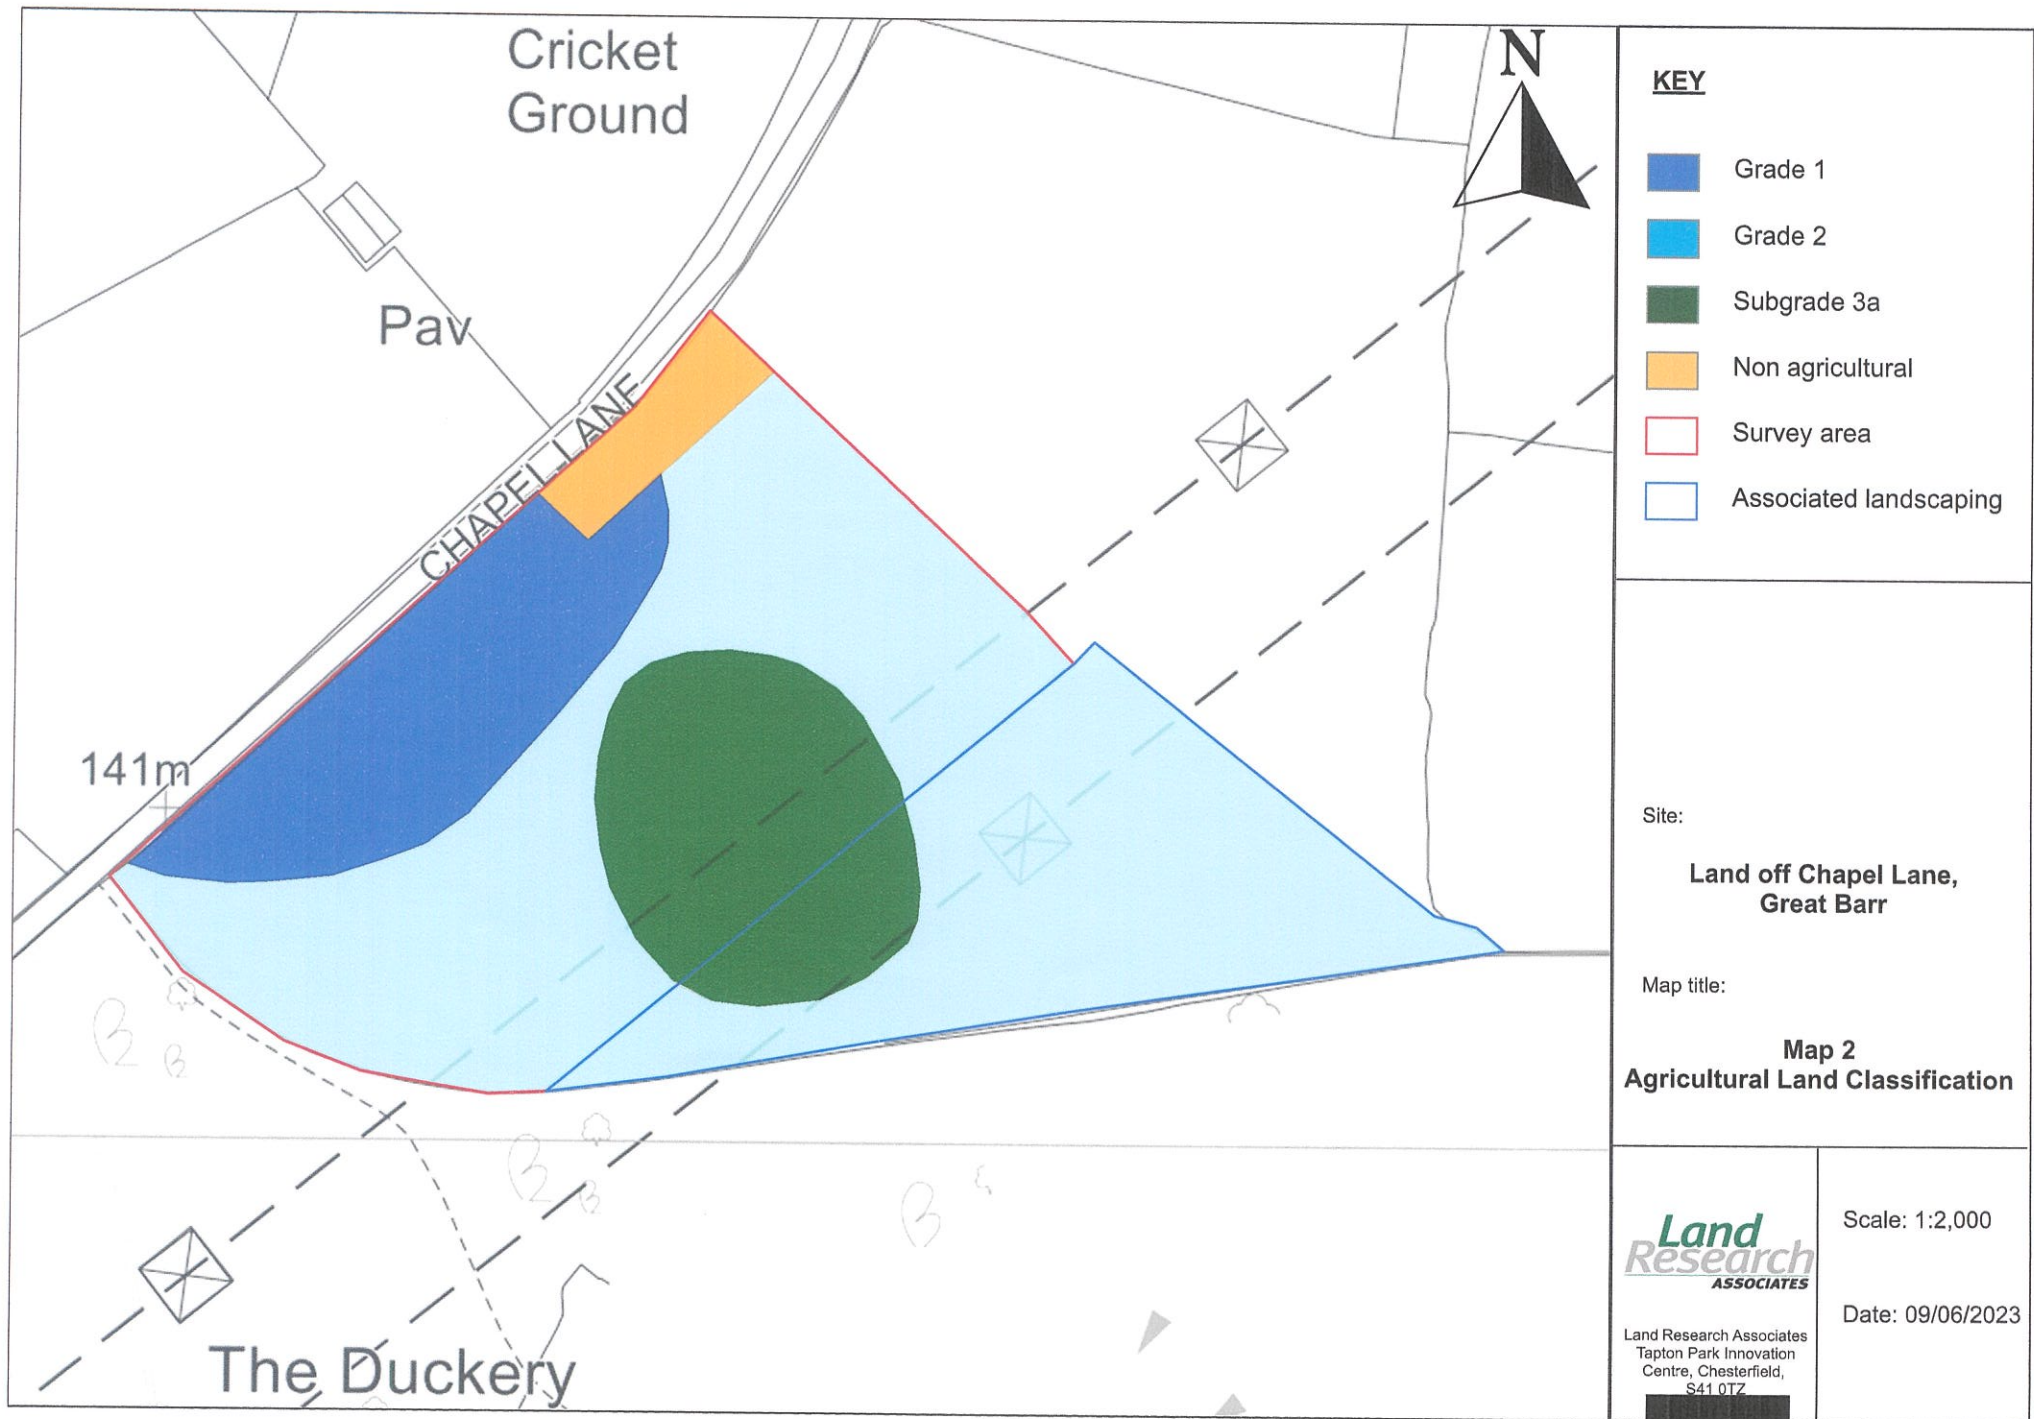 Cricket
Ground
Pav
CHAPEL LANE
141m
The Duckery
N
KEY
Grade 1
Grade 2
Subgrade 3a
Non agricultural
Survey area
Associated landscaping
Site:
Land off Chapel Lane,
Great Barr
Map title:
Map 2
Agricultural Land Classification
Land
Research
ASSOCIATES
Land Research Associates
Tapton Park Innovation
Centre, Chesterfield,
S41 0TZ
Scale: 1:2,000
Date: 09/06/2023